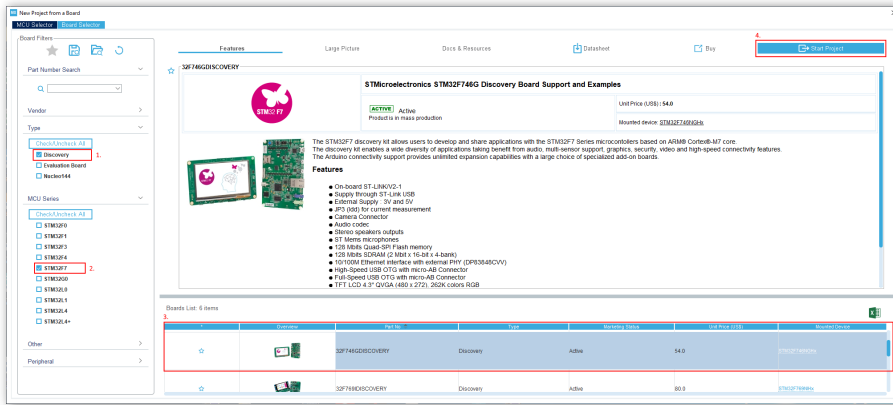 New Project from a Board
MCU Selector Board Selector
Board Filters
Part Number Search
Vendor
Type
Check/Uncheck All
Discovery
1.
Evaluation Board
Nucleo144
MCU Series
Check/Uncheck All
STM32F0
STM32F1
STM32F3
STM32F4
STM32F7
2.
STM32G0
STM32L0
STM32L1
STM32L4
STM32L4+
Other
Peripheral
Features
Large Picture
Docs & Resources
Datasheet
Buy
4.
Start Project
32F746GDISCOVERY
STM32 F7
STMicroelectronics STM32F746G Discovery Board Support and Examples
ACTIVE Active
Product is in mass production
Unit Price (US$) : 54.0
Mounted device: STM32F746NGHx
The STM32F7 discovery kit allows users to develop and share applications with the STM32F7 Series microcontrolers based on ARM® Cortex®-M7 core.
The discovery kit enables a wide diversity of applications taking benefit from audio, multi-sensor support, graphics, security, video and high-speed connectivity features.
The Arduino connectivity support provides unlimited expansion capabilities with a large choice of specialized add-on boards.
Features
● On-board ST-LINK/V2-1
● Supply through ST-Link USB
● External Supply : 3V and 5V
● JP3 (Idd) for current measurement
● Camera Connector
● Audio codec
● Stereo speakers outputs
● ST Mems microphones
● 128 Mbits Quad-SPI Flash memory
● 128 Mbits SDRAM (2 Mbit x 16-bit x 4-bank)
● 10/100M Ethernet interface with external PHY (DP83848CVV)
● High-Speed USB OTG with micro-AB Connector
● Full-Speed USB OTG with micro-AB Connector
● TFT LCD 4.3" QVGA (480 x 272), 262K colors RGB
Boards List: 6 items
3.
* Overview Part No Type Marketing Status Unit Price (US$) Mounted Device
32F746GDISCOVERY Discovery Active 54.0 STM32F746NGHx
Discovery Active 80.0